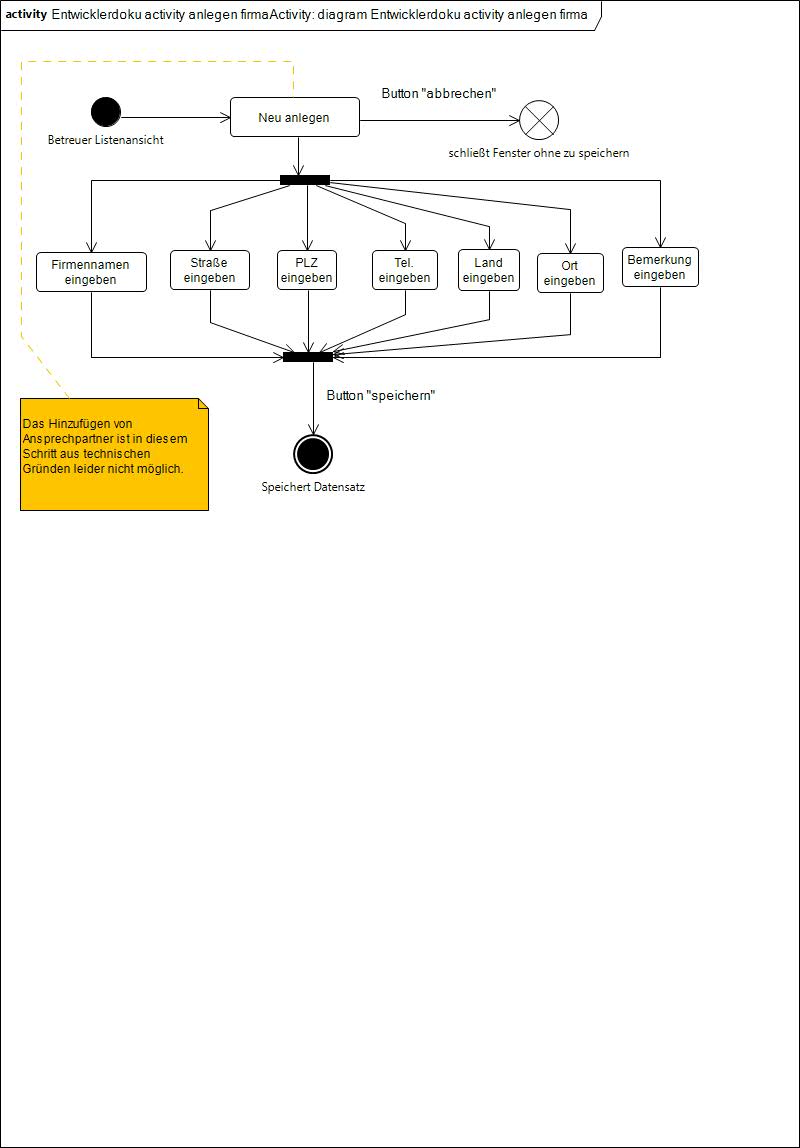 activity Entwicklerdoku activity anlegen firmaActivity: diagram Entwicklerdoku activity anlegen firma
Button "abbrechen"
Neu anlegen
Betreuer Listenansicht
schließt Fenster ohne zu speichern
Firmennamen
eingeben
Straße
eingeben
PLZ
eingeben
Tel.
eingeben
Land
eingeben
Ort
eingeben
Bemerkung
eingeben
Button "speichern"
Das Hinzufügen von
Ansprechpartner ist in diesem
Schritt aus technischen
Gründen leider nicht möglich.
Speichert Datensatz